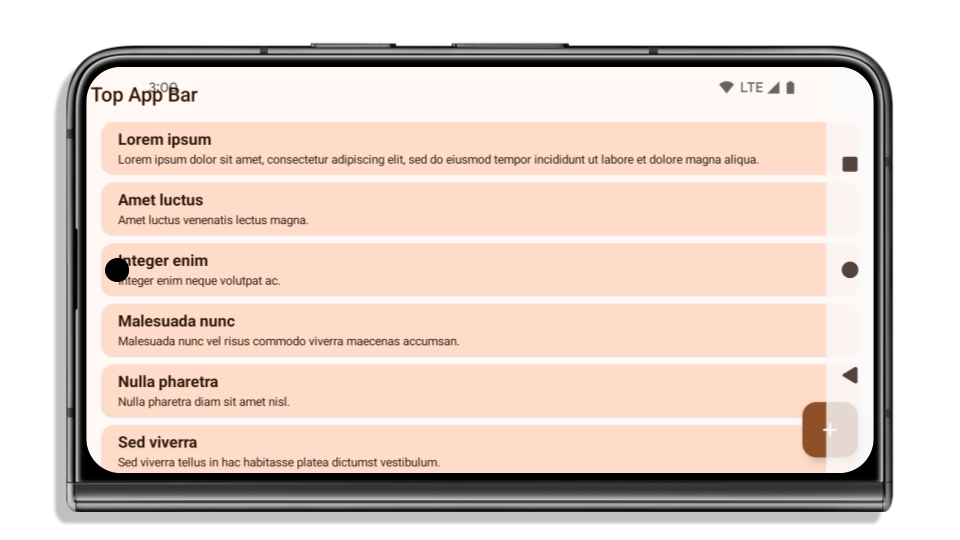 3:00
LTE
Top App Bar
Lorem ipsum
Lorem ipsum dolor sit amet, consectetur adipiscing elit, sed do eiusmod tempor incididunt ut labore et dolore magna aliqua.
Amet luctus
Amet luctus venenatis lectus magna.
Integer enim
Integer enim neque volutpat ac.
Malesuada nunc
Malesuada nunc vel risus commodo viverra maecenas accumsan.
Nulla pharetra
Nulla pharetra diam sit amet nisl.
Sed viverra
Sed viverra tellus in hac habitasse platea dictumst vestibulum.
+